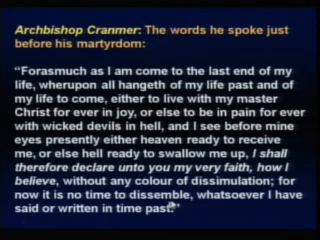 Archbishop Cranmer: The words he spoke just
before his martyrdom:
“Forasmuch as I am come to the last end of my
life, wherupon all hangeth of my life past and of
my life to come, either to live with my master
Christ for ever in joy, or else to be in pain for ever
with wicked devils in hell, and I see before mine
eyes presently either heaven ready to receive
me, or else hell ready to swallow me up, I shall
therefore declare unto you my very faith, how I
believe, without any colour of dissimulation; for
now it is no time to dissemble, whatsoever I have
said or written in time past.”